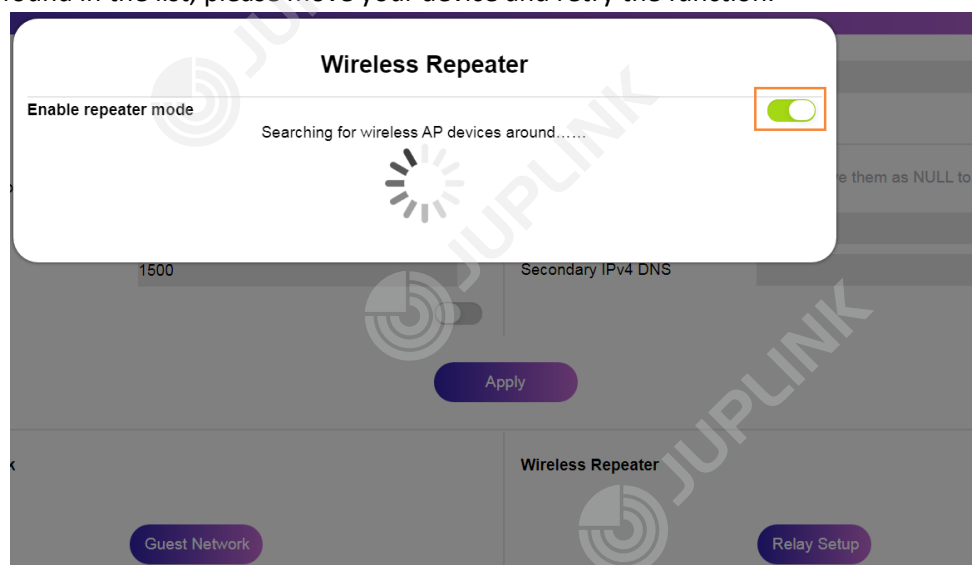 found in the list, please move your device and retry the function.
Wireless Repeater
Enable repeater mode
Searching for wireless AP devices around......
e them as NULL to
1500
Secondary IPv4 DNS
Apply
Wireless Repeater
Guest Network
Relay Setup
JUPLINK
JUPLINK